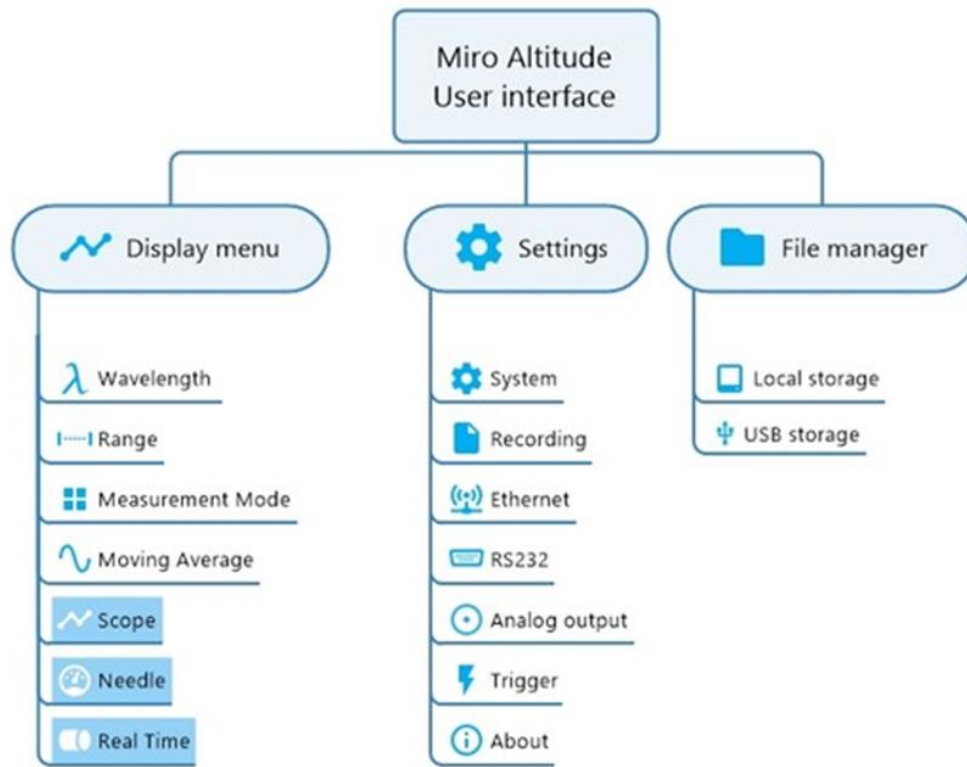 Miro Altitude
User interface
Display menu
Settings
File manager
λ Wavelength
Range
Measurement Mode
Moving Average
Scope
Needle
Real Time
System
Recording
Ethernet
RS232
Analog output
Trigger
About
Local storage
USB storage